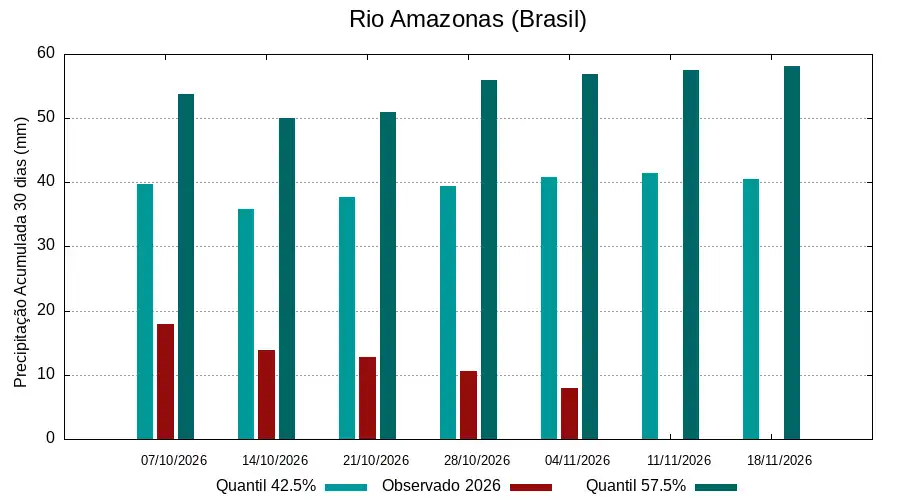 Rio Amazonas (Brasil)
Precipitação Acumulada 30 dias (mm)
60
50
40
30
20
10
0
07/10/2026 14/10/2026 21/10/2026 28/10/2026 04/11/2026 11/11/2026 18/11/2026
Quantil 42.5% Observado 2026 Quantil 57.5%